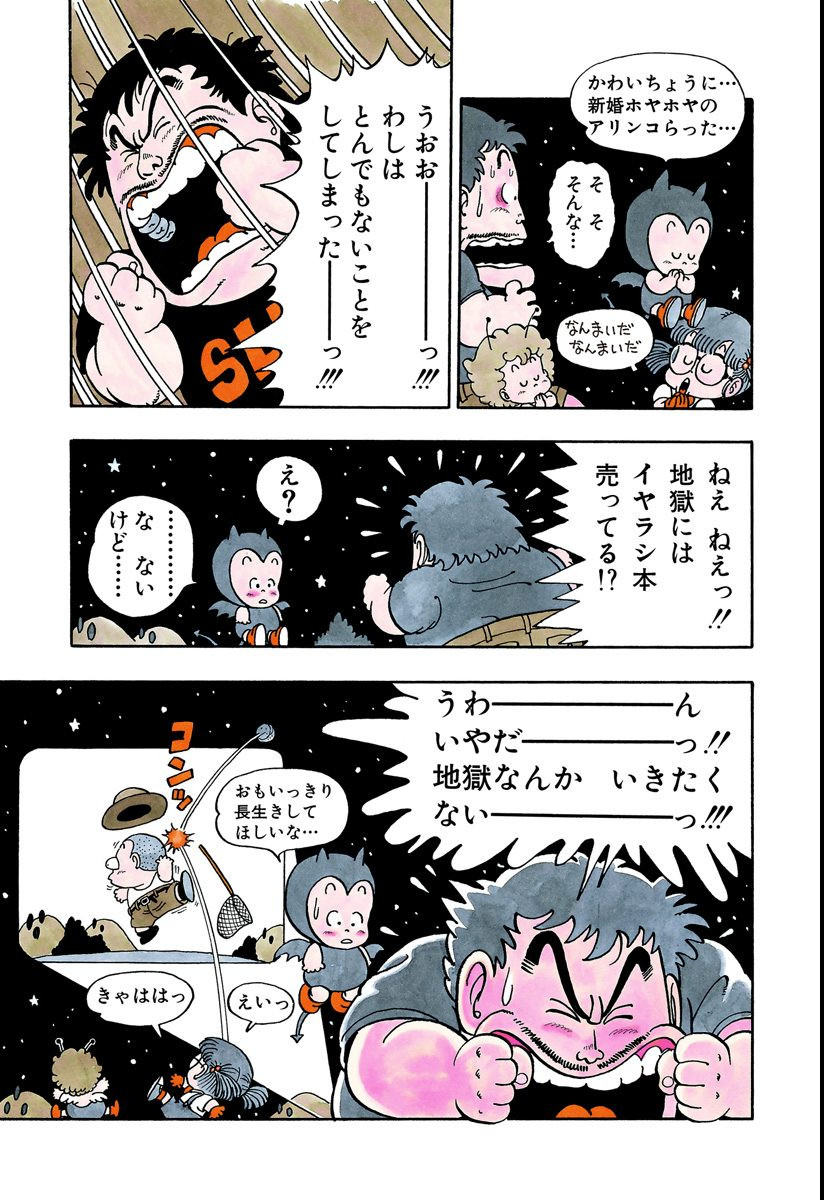 かわいちょうに…
新婚ホヤホヤの
アリンコらった…
そ そ
そんな…
なんまいだ
なんまいだ
うおお━━━━っ!!!!
わしは
とんでもないことを
してしまった━━━っ!!!!
ねえ ねえっ!!
地獄には
イヤラシ本
売ってる!?
え?
…………
な ない
けど……
うわ━━━━━━ん
いやだ━━━━━っ!!
地獄なんか いきたく
ない━━━━━━っ!!!!
おもいっきり
長生きして
ほしいな…
コンッ
えいっ
きゃははっ